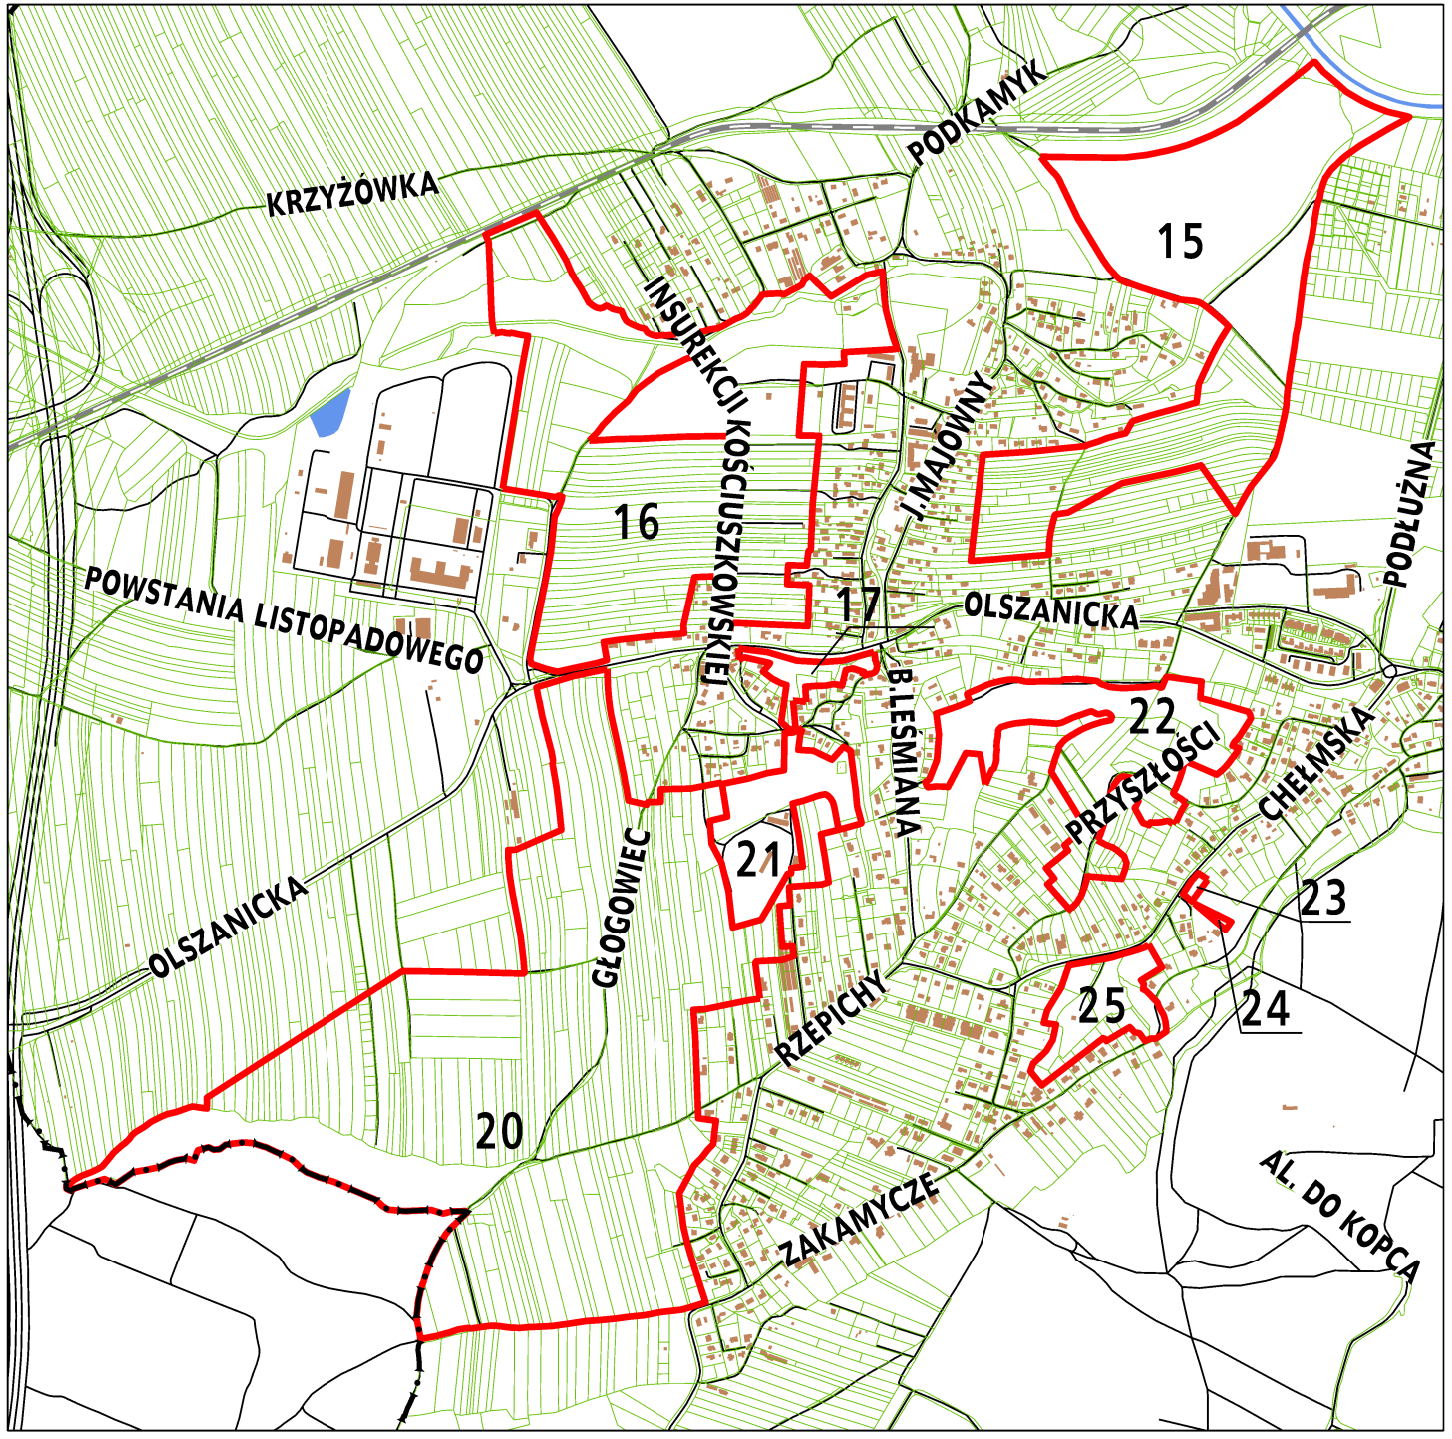 PODKAMYK
KRZYŻÓWKA
15
INSUREKCJI KOŚCIUSZKOWSKIEJ
J.MAJOWNY
PODŁUŻNA
16
POWSTANIA LISTOPADOWEGO
17
OLSZANICKA
B.LEŚMIANA
22
PRZYSZŁOŚCI
CHEŁMSKA
21
GŁOGOWIEC
OLSZANICKA
23
RZEPICHY
25
24
20
ZAKAMYCZE
AL. DO KOPCA